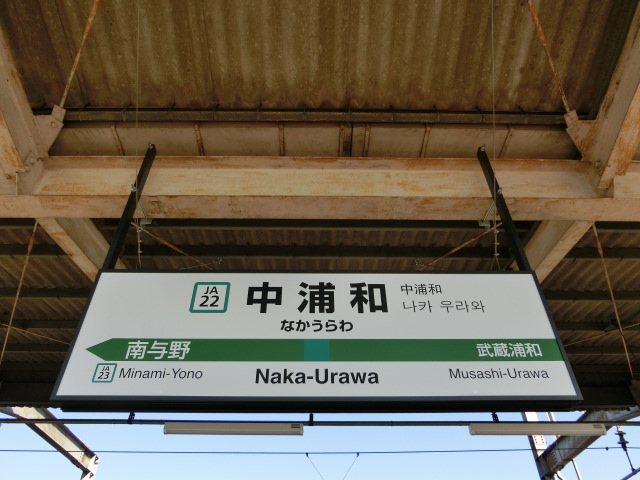 JA
22
中浦和
中浦和
나카 우라와
なかうらわ
南与野
武蔵浦和
JA
23
Minami-Yono
Naka-Urawa
Musashi-Urawa